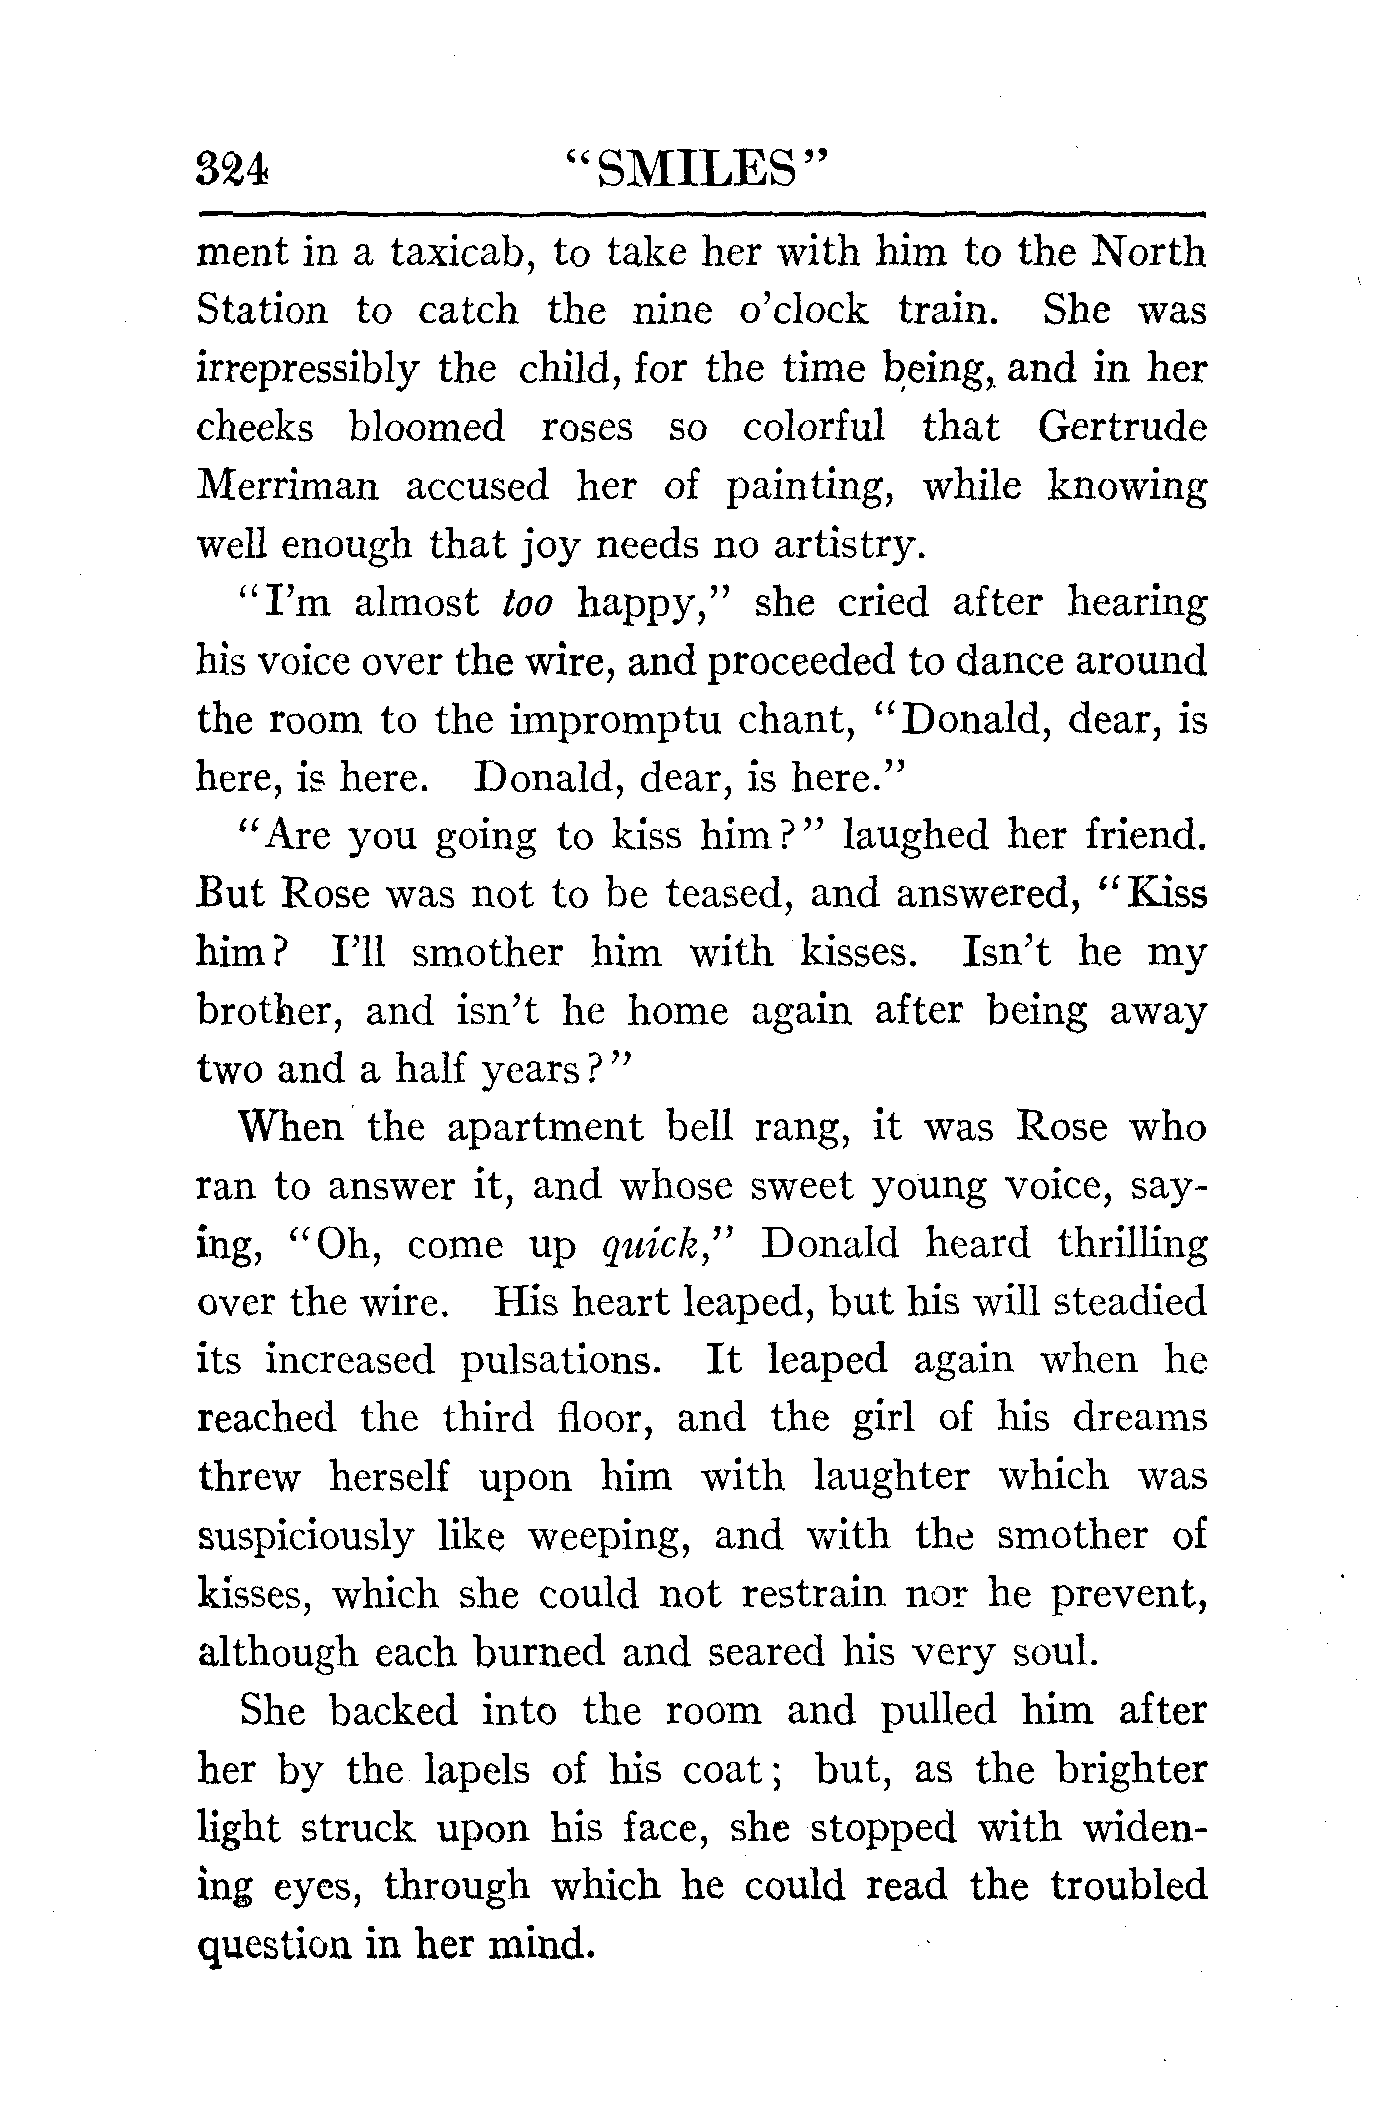 324 "SMILES"
ment in a taxicab, to take her with him to the North
Station to catch the nine o'clock train. She was
irrepressibly the child, for the time being, and in her
cheeks bloomed roses so colorful that Gertrude
Merriman accused her of painting, while knowing
well enough that joy needs no artistry.
"I'm almost too happy," she cried after hearing
his voice over the wire, and proceeded to dance around
the room to the impromptu chant, "Donald, dear, is
here, is here. Donald, dear, is here."
"Are you going to kiss him?" laughed her friend.
But Rose was not to be teased, and answered, "Kiss
him? I'll smother him with kisses. Isn't he my
brother, and isn't he home again after being away
two and a half years?"
When the apartment bell rang, it was Rose who
ran to answer it, and whose sweet young voice, say-
ing, "Oh, come up quick," Donald heard thrilling
over the wire. His heart leaped, but his will steadied
its increased pulsations. It leaped again when he
reached the third floor, and the girl of his dreams
threw herself upon him with laughter which was
suspiciously like weeping, and with the smother of
kisses, which she could not restrain nor he prevent,
although each burned and seared his very soul.
She backed into the room and pulled him after
her by the lapels of his coat; but, as the brighter
light struck upon his face, she stopped with widen-
ing eyes, through which he could read the troubled
question in her mind.